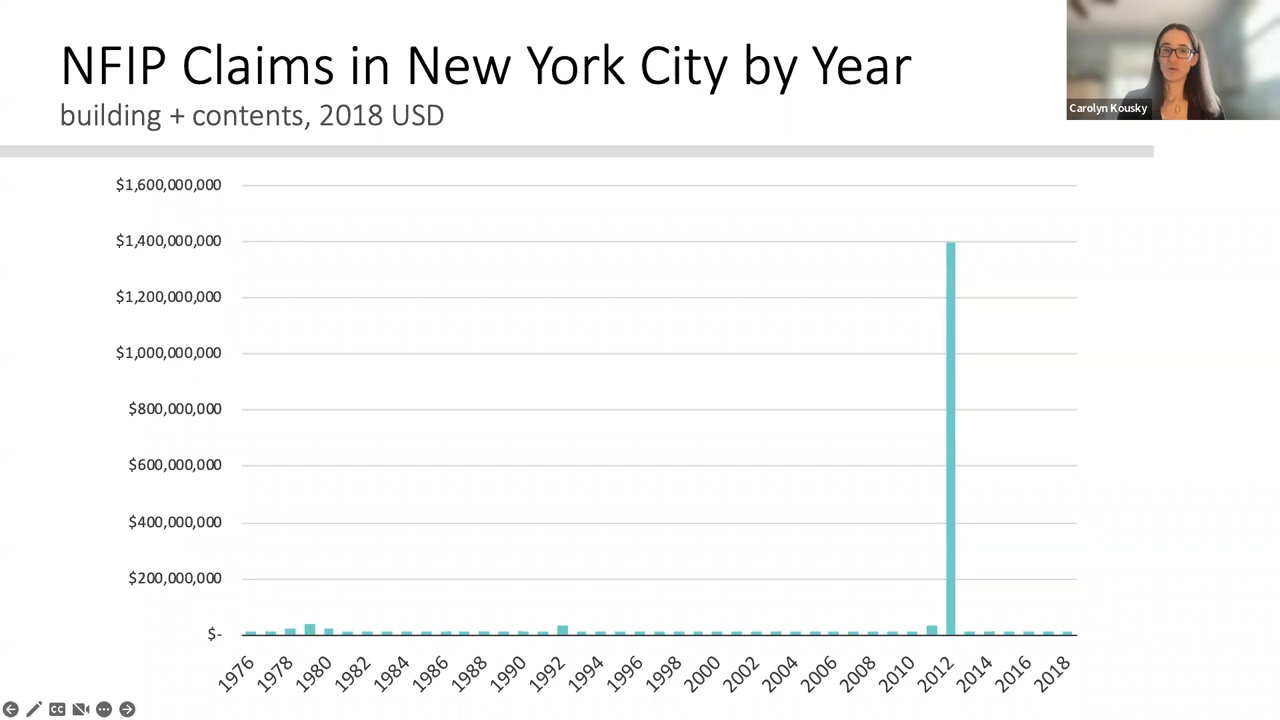 NFIP Claims in New York City by Year
building + contents, 2018 USD
Carolyn Kousky
$1,600,000,000
$1,400,000,000
$1,200,000,000
$1,000,000,000
$800,000,000
$600,000,000
$400,000,000
$200,000,000
$-
1976 1978 1980 1982 1984 1986 1988 1990 1992 1994 1996 1998 2000 2002 2004 2006 2008 2010 2012 2014 2016 2018
CC